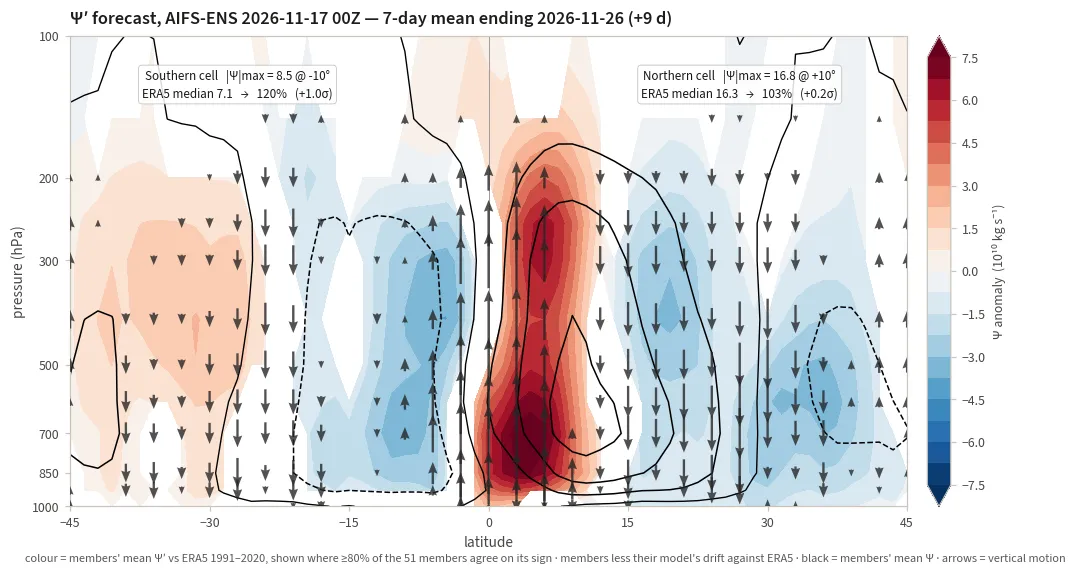 Ψ′ forecast, AIFS-ENS 2026-11-17 00Z — 7-day mean ending 2026-11-26 (+9 d)
Southern cell |Ψ|max = 8.5 @ -10°
ERA5 median 7.1 → 120% (+1.0σ)
Northern cell |Ψ|max = 16.8 @ +10°
ERA5 median 16.3 → 103% (+0.2σ)
100
200
300
400
500
700
850
1000
pressure (hPa)
−45
−30
−15
0
15
30
45
latitude
7.5
6.0
4.5
3.0
1.5
0.0
−1.5
−3.0
−4.5
−6.0
−7.5
Ψ anomaly (10¹⁰ kg s⁻¹)
colour = members' mean Ψ′ vs ERA5 1991–2020, shown where ≥80% of the 51 members agree on its sign · members less their model's drift against ERA5 · black = members' mean Ψ · arrows = vertical motion